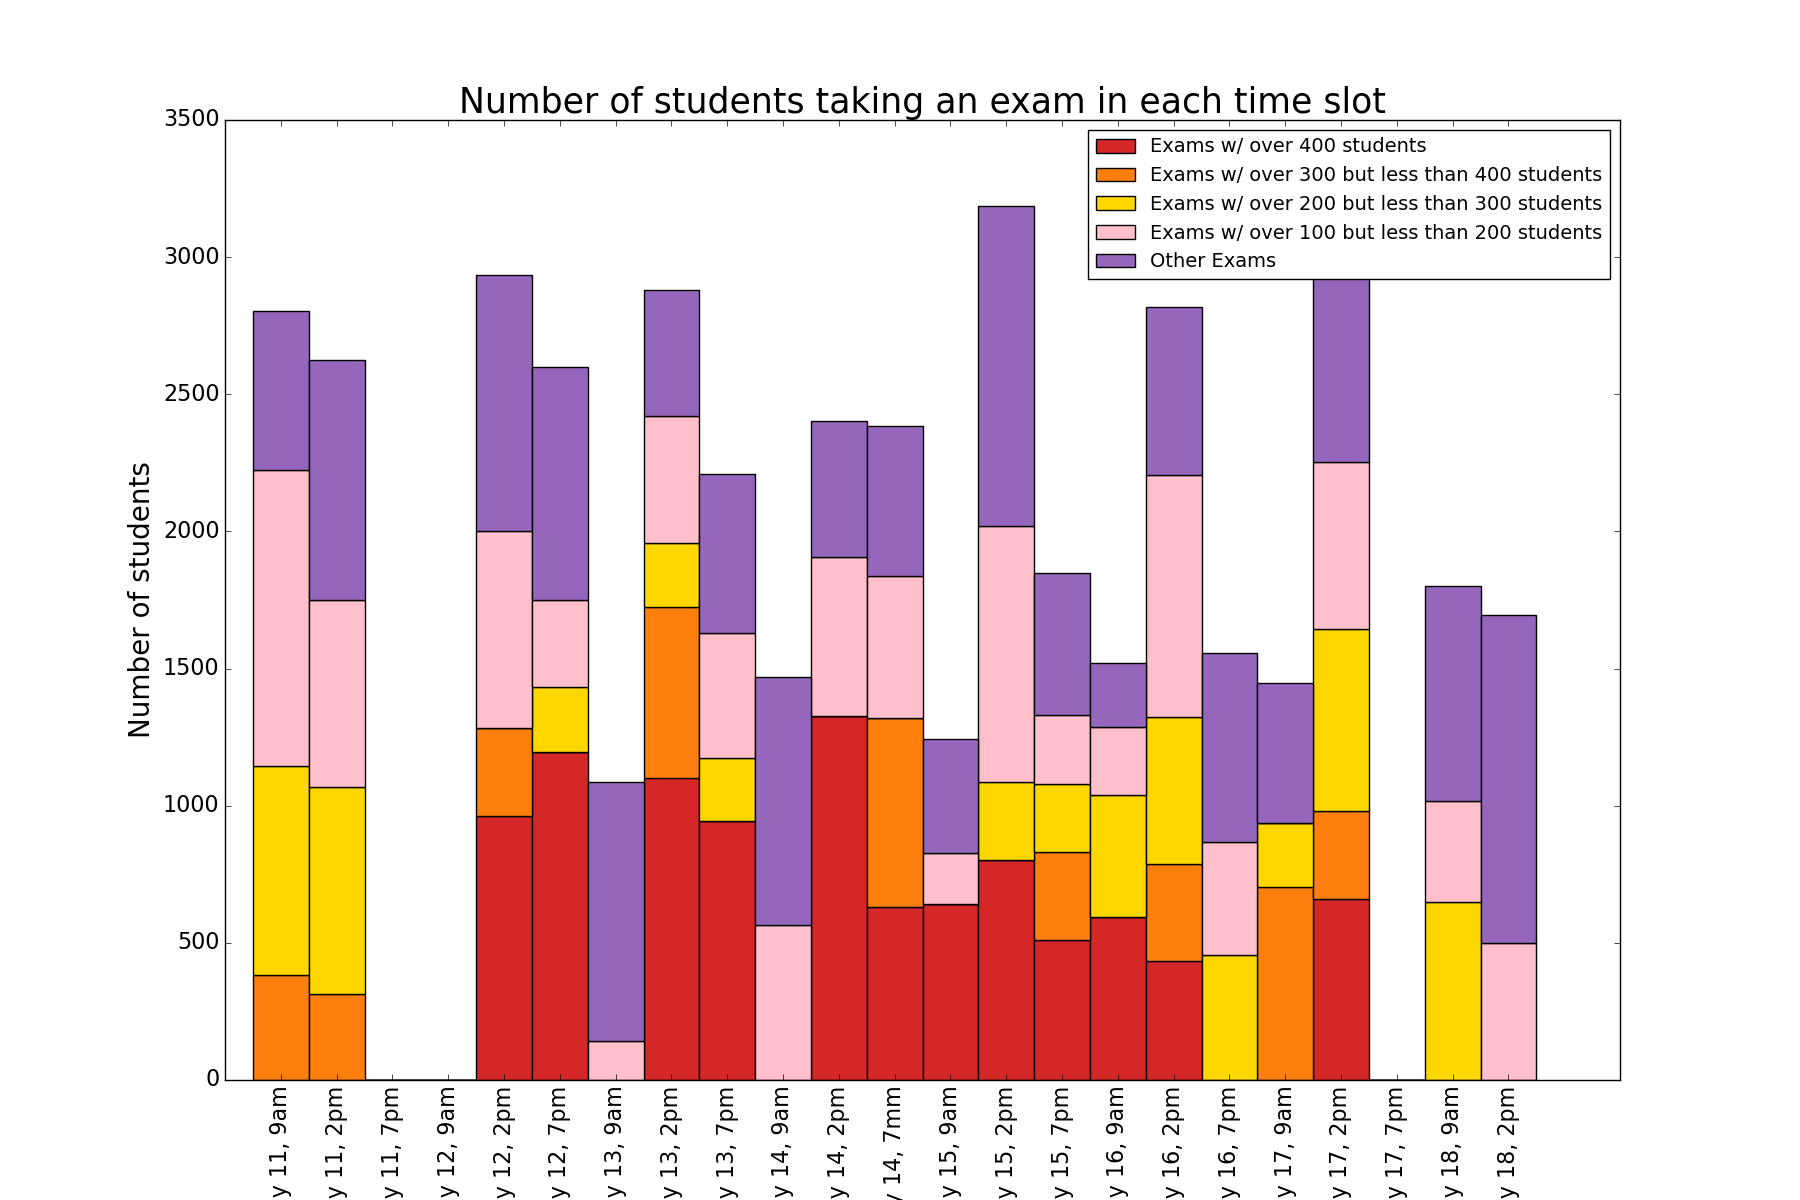 Number of students taking an exam in each time slot
Exams w/ over 400 students
Exams w/ over 300 but less than 400 students
Exams w/ over 200 but less than 300 students
Exams w/ over 100 but less than 200 students
Other Exams
Number of students
3500
3000
2500
2000
1500
1000
500
0
y 11, 9am
y 11, 2pm
y 11, 7pm
y 12, 9am
y 12, 2pm
y 12, 7pm
y 13, 9am
y 13, 2pm
y 13, 7pm
y 14, 9am
y 14, 2pm
y 14, 7mm
y 15, 9am
y 15, 2pm
y 15, 7pm
y 16, 9am
y 16, 2pm
y 16, 7pm
y 17, 9am
y 17, 2pm
y 17, 7pm
y 18, 9am
y 18, 2pm